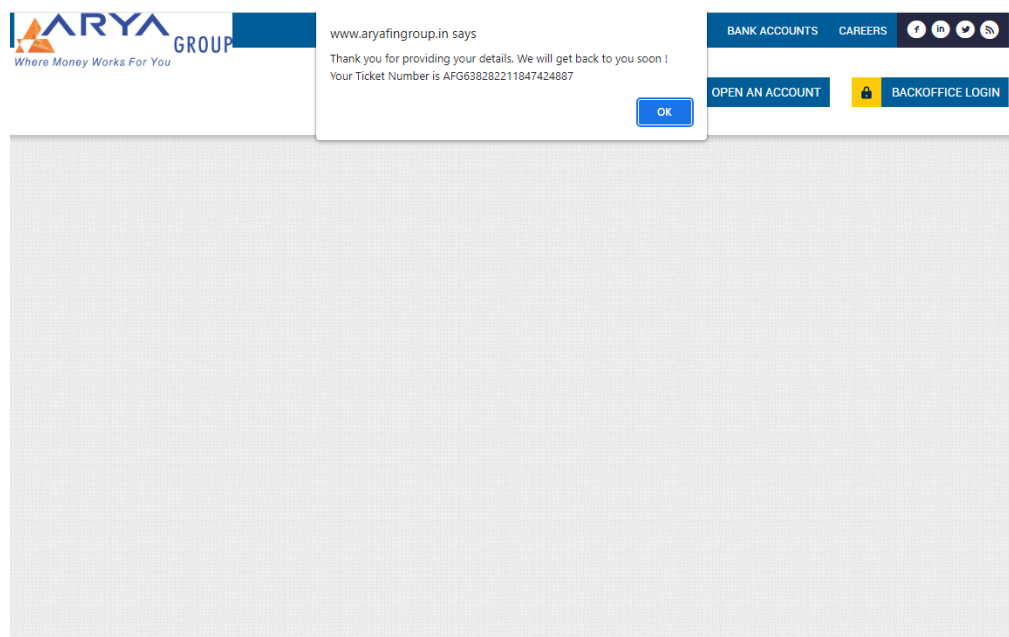 ARYA
GROUP
Where Money Works For You
www.aryafingroup.in says
Thank you for providing your details. We will get back to you soon !
Your Ticket Number is AFG638282211847424887
OK
BANK ACCOUNTS CAREERS f in
OPEN AN ACCOUNT BACKOFFICE LOGIN